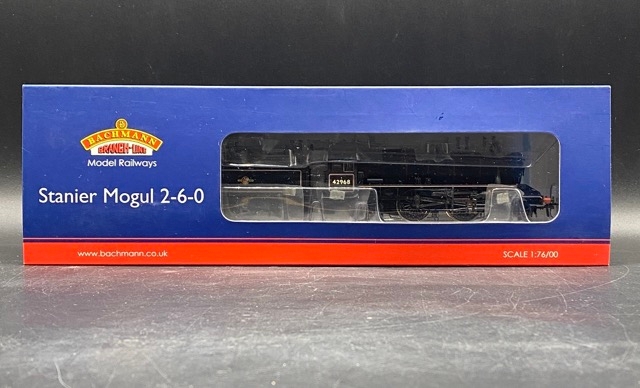 BACHMANN
BRANCH-LINE
Model Railways
Stanier Mogul 2-6-0
42968
www.bachmann.co.uk
SCALE 1:76/00